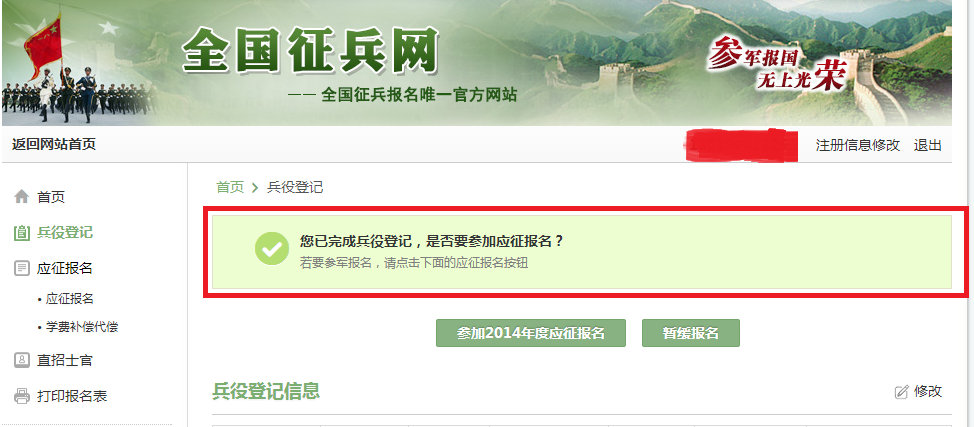 全国征兵网
—— 全国征兵报名唯一官方网站
参军报国
无上光荣
返回网站首页
注册信息修改 退出
首页
兵役登记
应征报名
• 应征报名
• 学费补偿代偿
直招士官
打印报名表
首页 > 兵役登记
您已完成兵役登记，是否要参加应征报名？
若要参军报名，请点击下面的应征报名按钮
参加2014年度应征报名 暂缓报名
兵役登记信息 修改